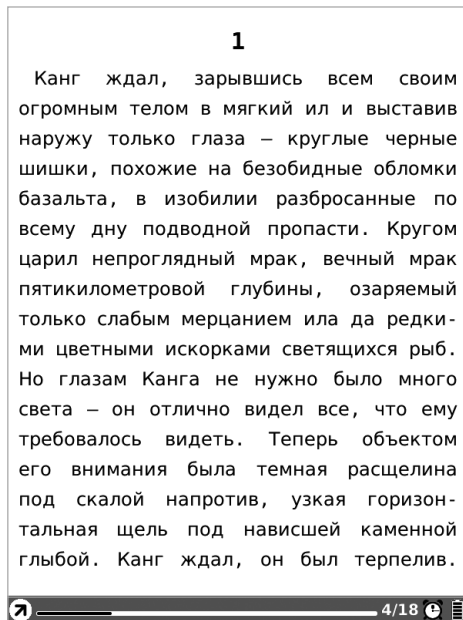 1
Канг ждал, зарывшись всем своим
огромным телом в мягкий ил и выставив
наружу только глаза – круглые черные
шишки, похожие на безобидные обломки
базальта, в изобилии разбросанные по
всему дну подводной пропасти. Кругом
царил непроглядный мрак, вечный мрак
пятикилометровой глубины, озаряемый
только слабым мерцанием ила да редки-
ми цветными искорками светящихся рыб.
Но глазам Канга не нужно было много
света – он отлично видел все, что ему
требовалось видеть. Теперь объектом
его внимания была темная расщелина
под скалой напротив, узкая горизон-
тальная щель под нависшей каменной
глыбой. Канг ждал, он был терпелив.
4/18